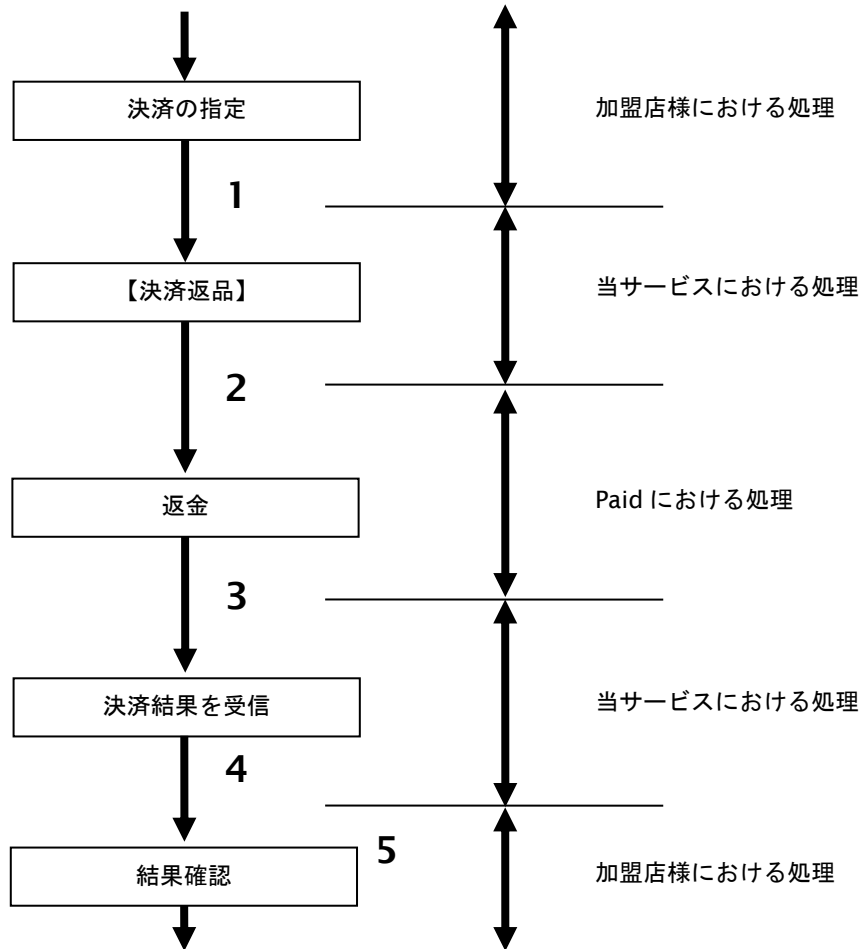 決済の指定
加盟店様における処理
1
【決済返品】
当サービスにおける処理
2
返金
Paid における処理
3
決済結果を受信
当サービスにおける処理
4
5
結果確認
加盟店様における処理